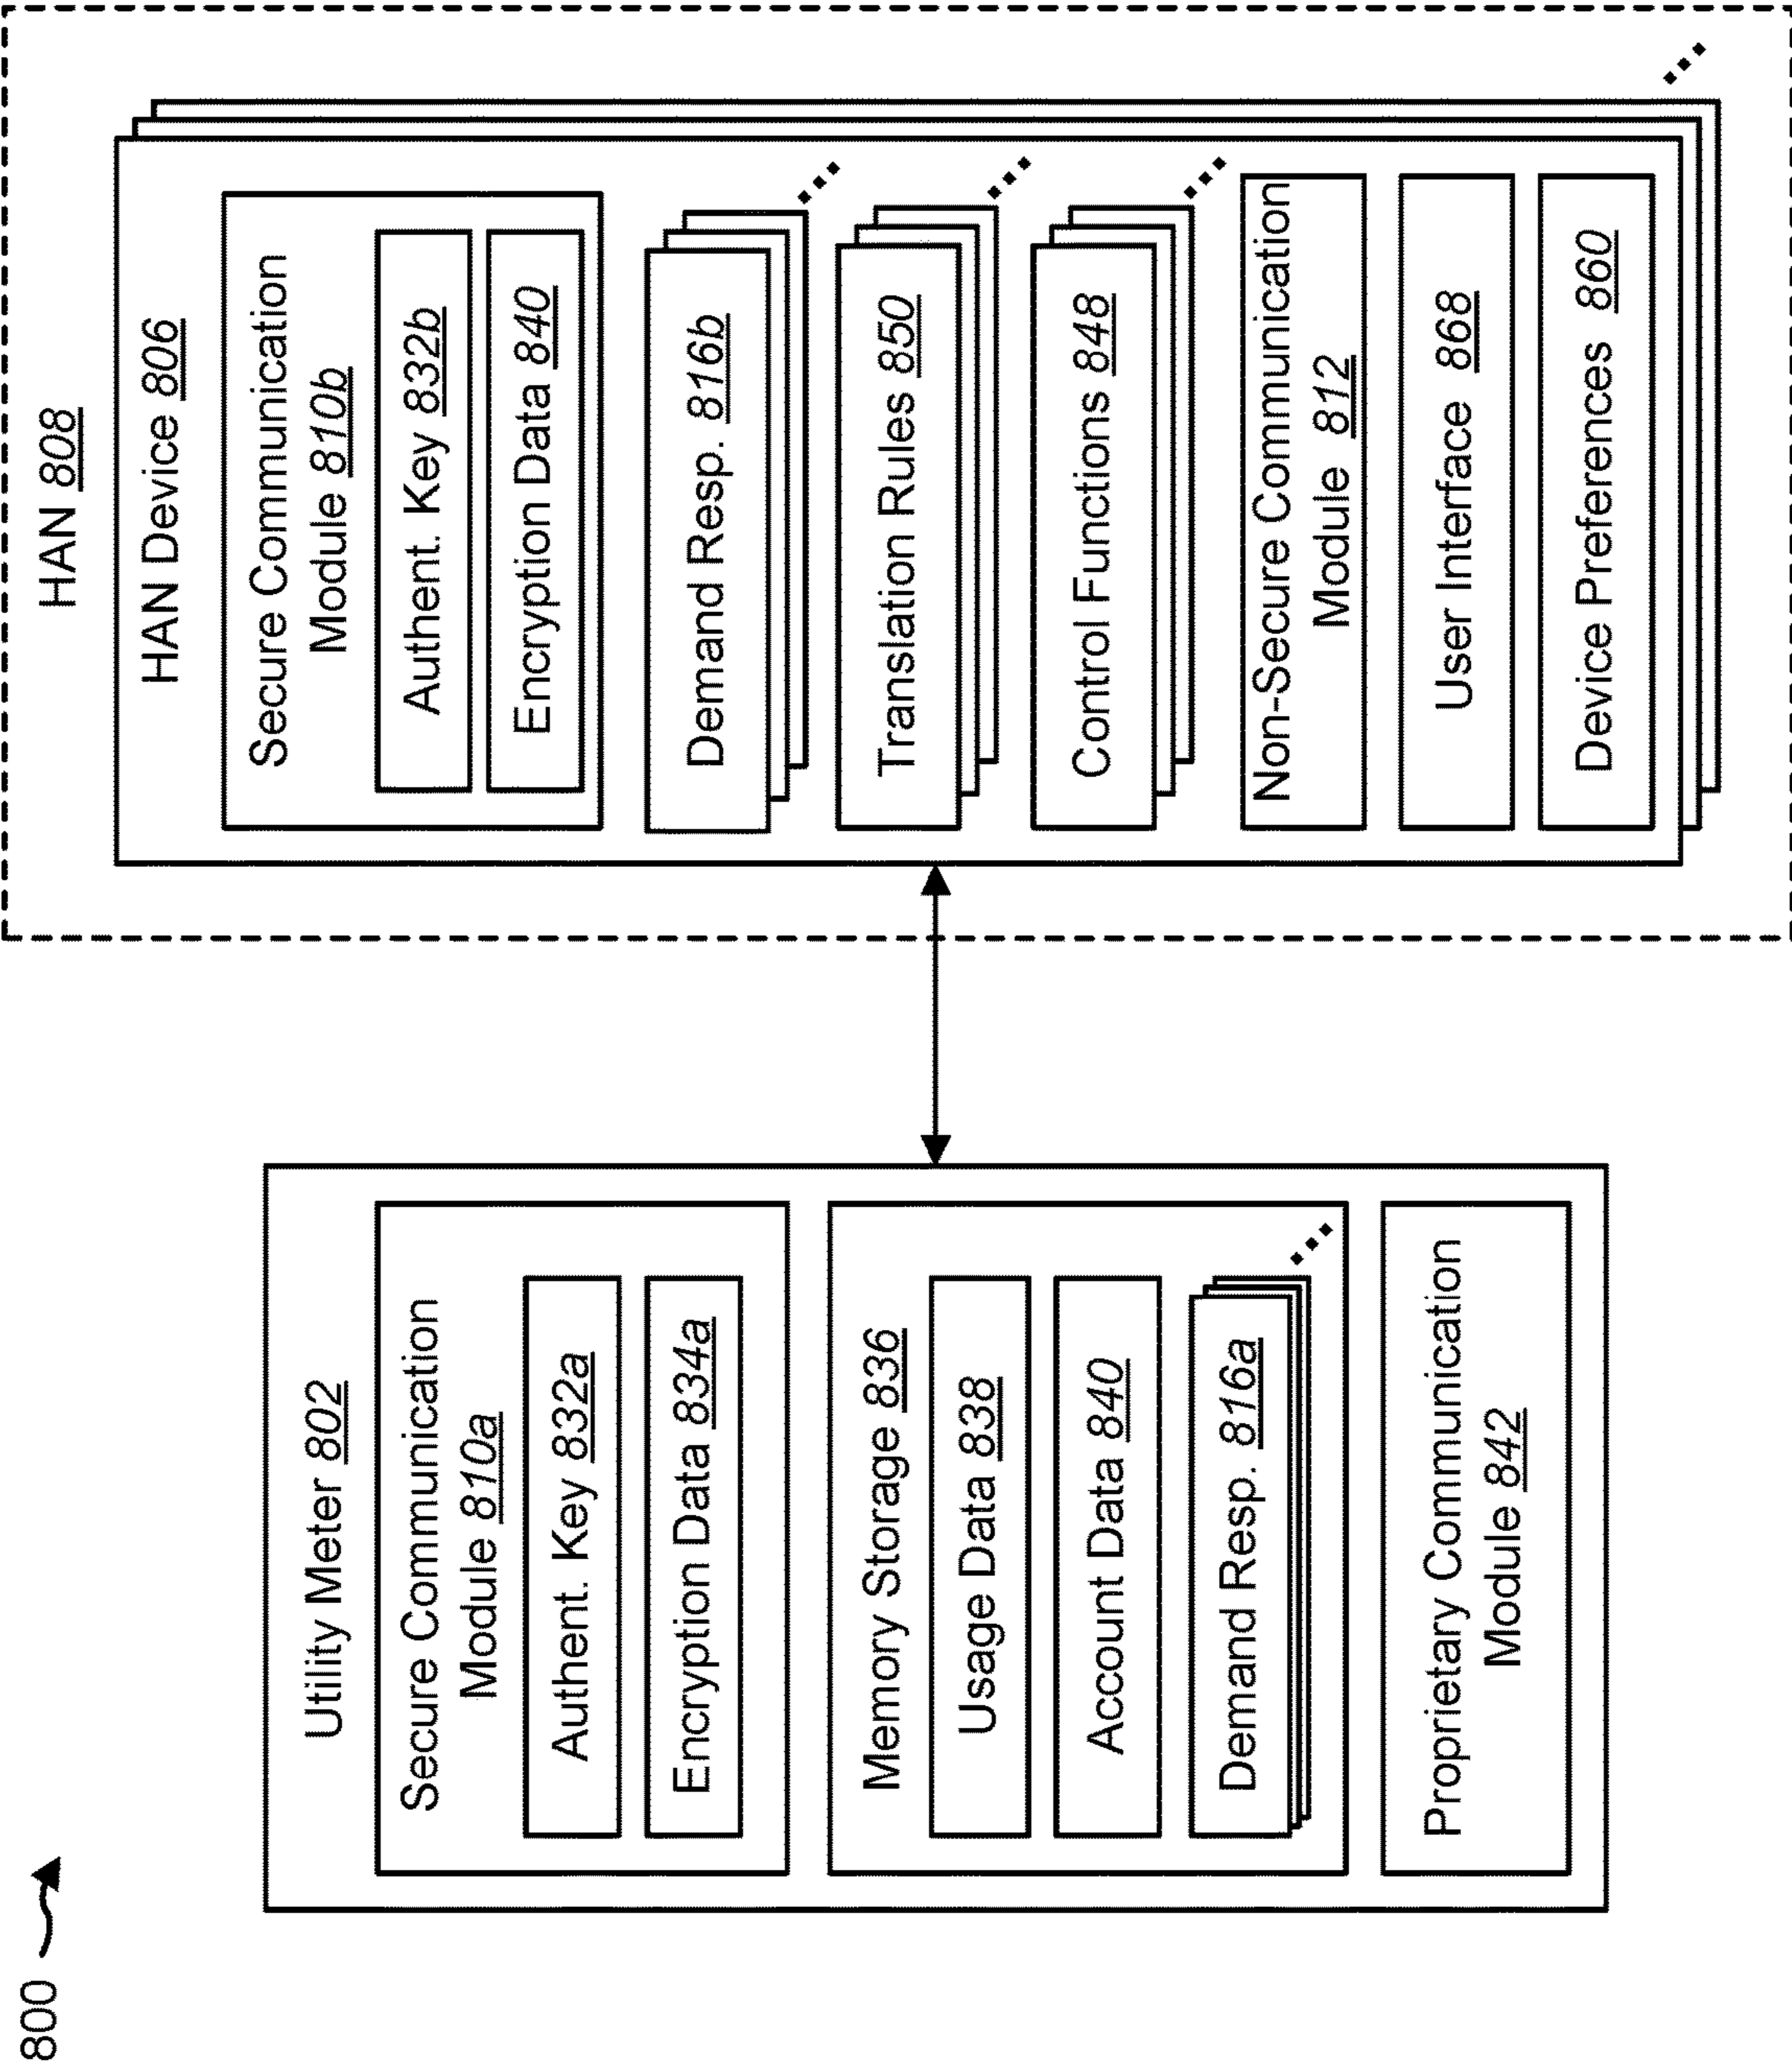 800
Utility Meter 802
Secure Communication
Module 810a
Authent. Key 832a
Encryption Data 834a
Memory Storage 836
Usage Data 838
Account Data 840
Demand Resp. 816a
Proprietary Communication
Module 842
HAN 808
HAN Device 806
Secure Communication
Module 810b
Authent. Key 832b
Encryption Data 840
Demand Resp. 816b
Translation Rules 850
Control Functions 848
Non-Secure Communication
Module 812
User Interface 868
Device Preferences 860